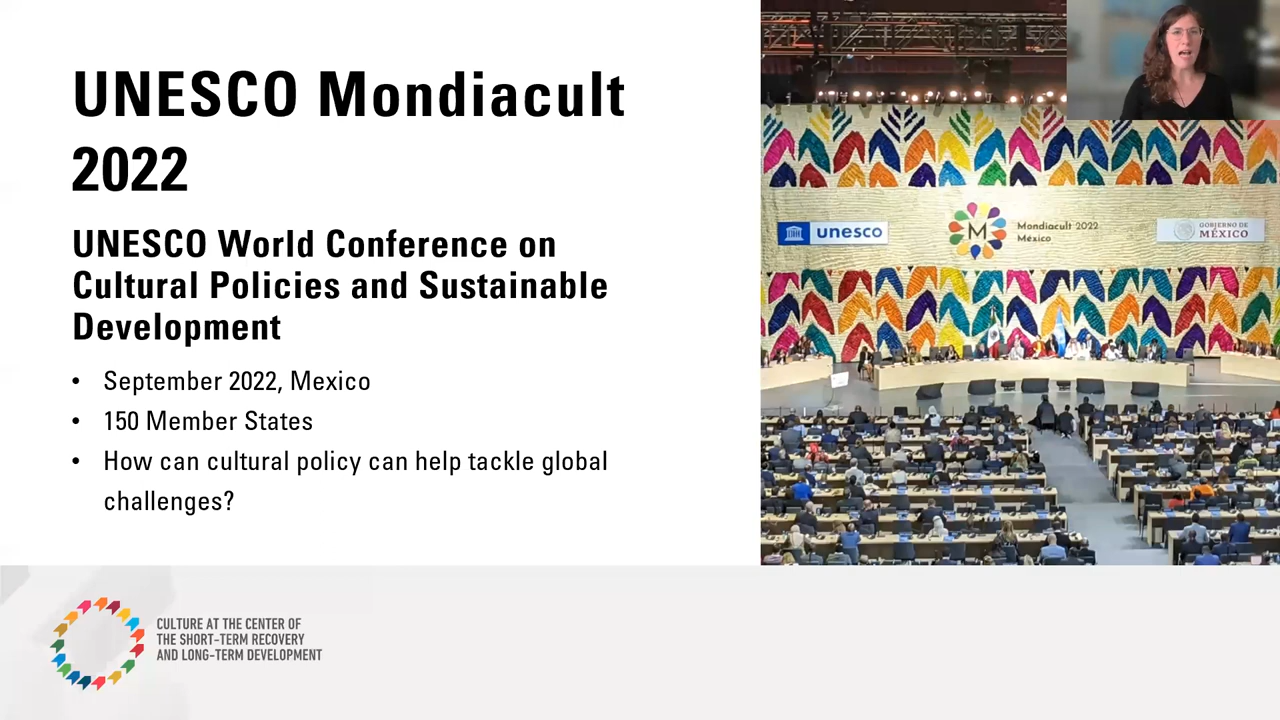 UNESCO Mondiacult
2022
UNESCO World Conference on
Cultural Policies and Sustainable
Development
• September 2022, Mexico
• 150 Member States
• How can cultural policy can help tackle global
challenges?
unesco
M
Mondiacult 2022
México
GOBIERNO DE
MÉXICO
CULTURE AT THE CENTER OF
THE SHORT-TERM RECOVERY
AND LONG-TERM DEVELOPMENT